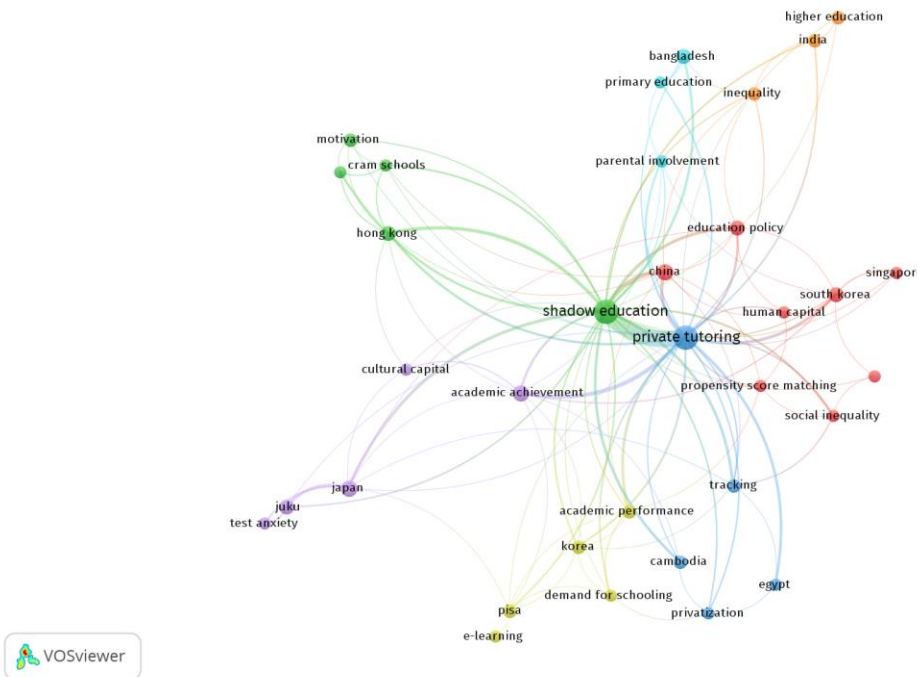 higher education
india
bangladesh
primary education
inequality
motivation
cram schools
parental involvement
hong kong
education policy
china
singapor
south korea
shadow education
human capital
private tutoring
cultural capital
academic achievement
propensity score matching
social inequality
japan
tracking
juku
academic performance
test anxiety
korea
cambodia
egypt
demand for schooling
pisa
privatization
e-learning
VOSviewer